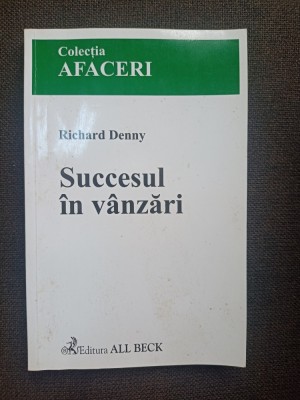 Colecția
AFACERI
Richard Denny
Succesul
în vânzări
Editura ALL BECK